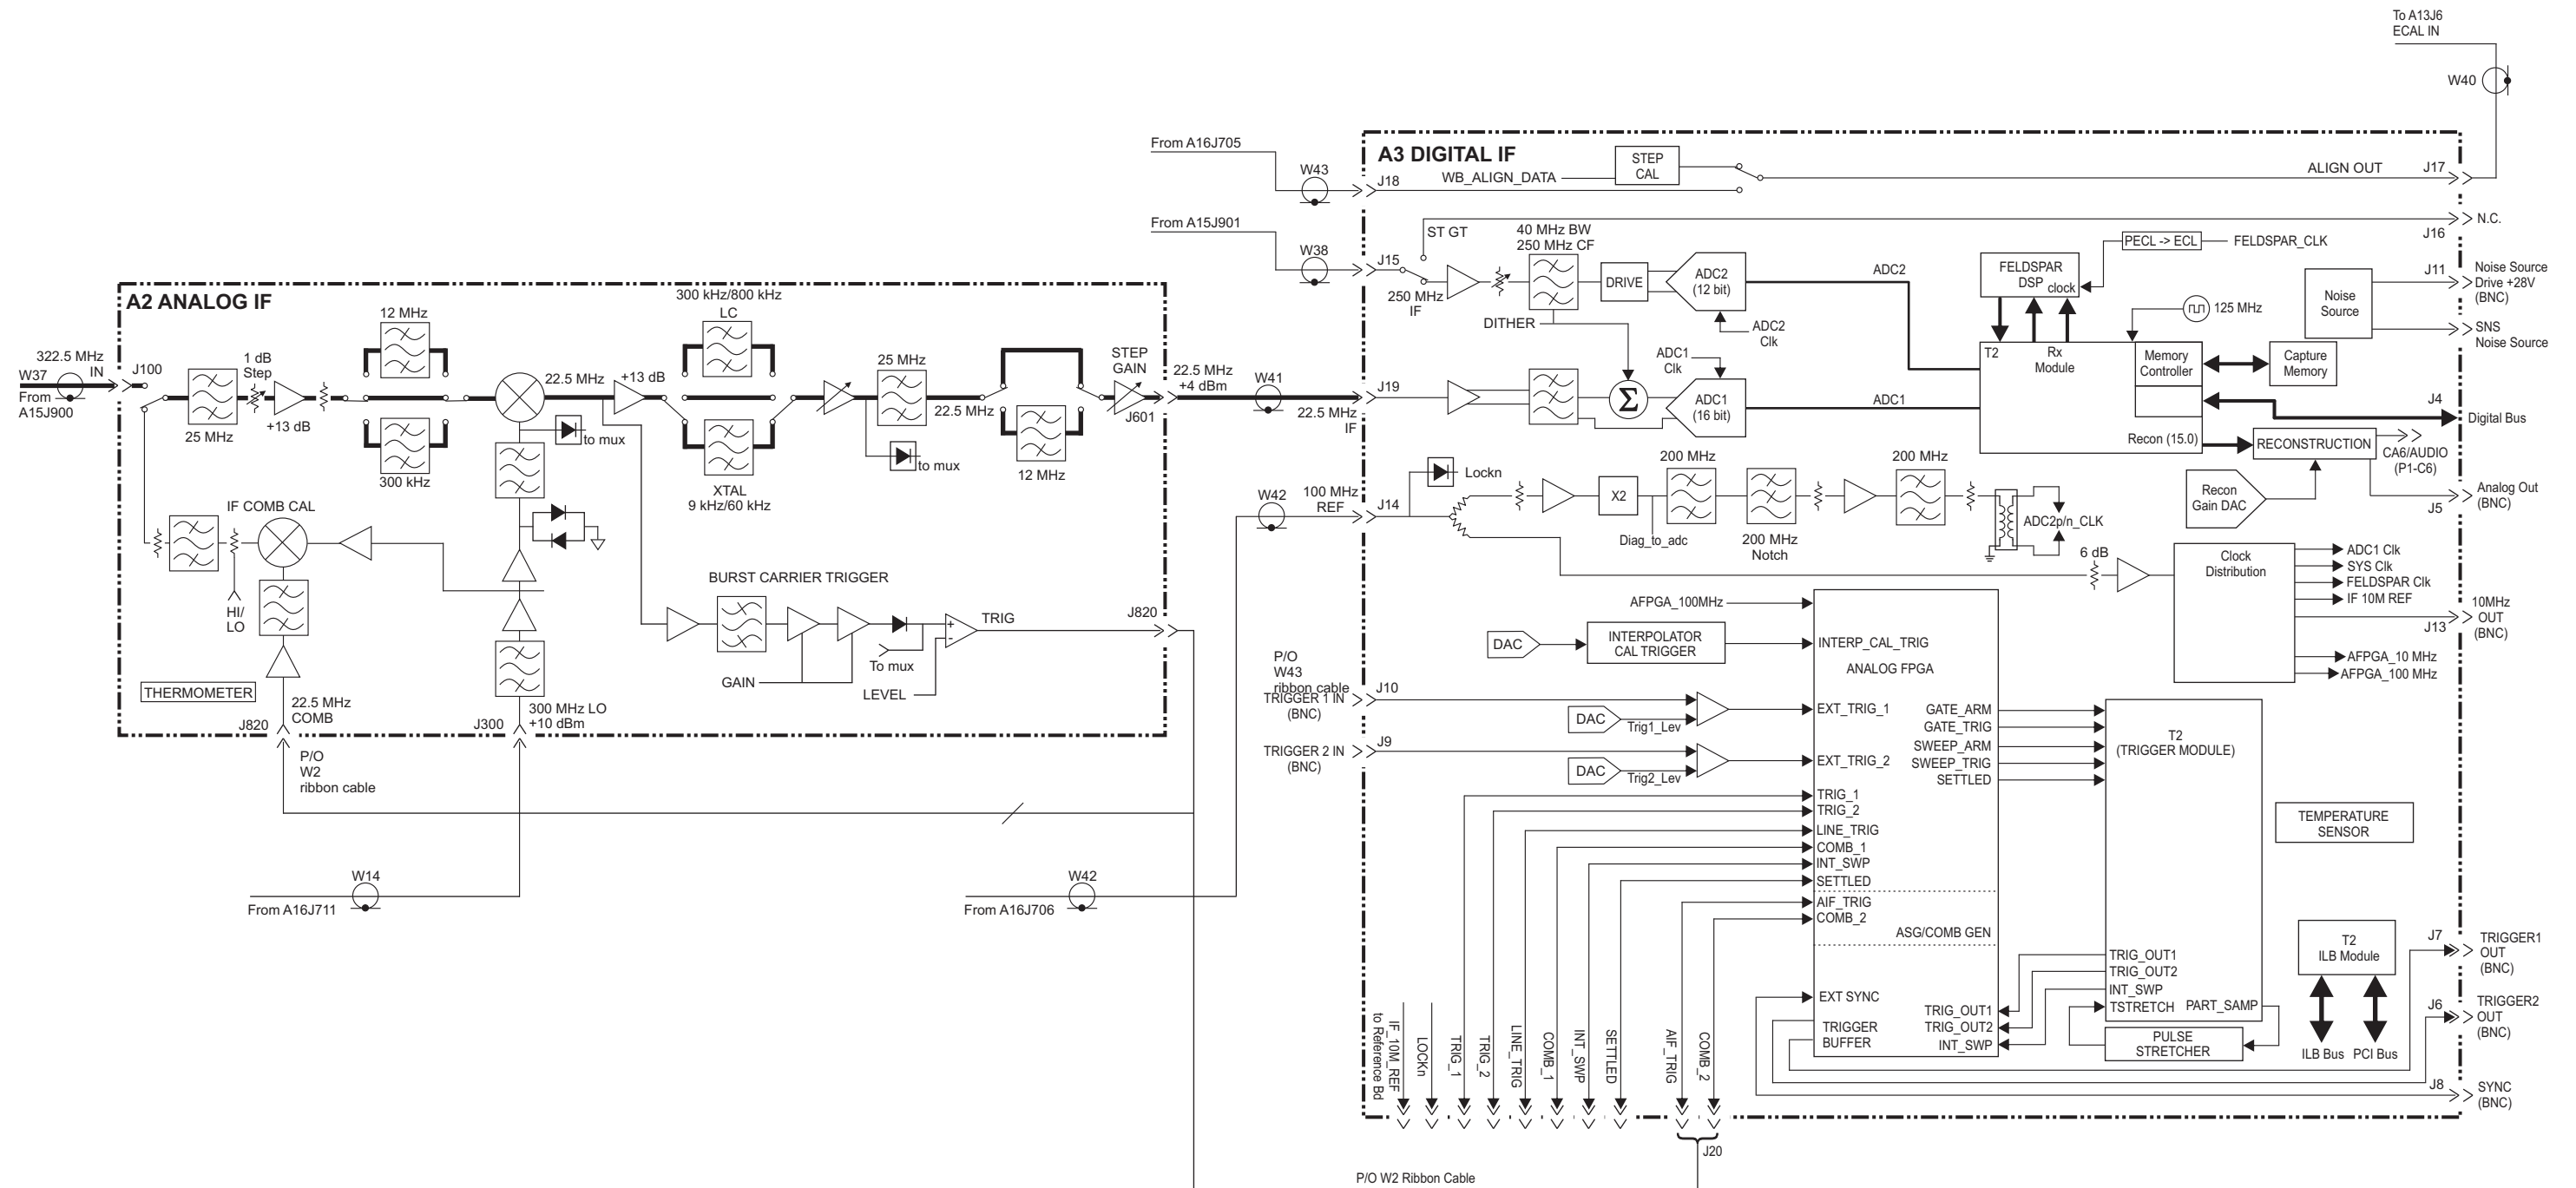 To A13J6
ECAL IN
W40
From A16J705
W43
J18
A3 DIGITAL IF
WB_ALIGN_DATA
STEP
CAL
ALIGN OUT
J17
From A15J901
W38
J15
ST GT
250 MHz
IF
40 MHz BW
250 MHz CF
DRIVE
ADC2
(12 bit)
ADC2
Clk
ADC2
DITHER
N.C.
J16
PECL -> ECL
FELDSPAR_CLK
FELDSPAR
DSP
clock
125 MHz
Noise
Source
J11
Noise Source
Drive +28V
(BNC)
SNS
Noise Source
T2
Rx
Module
Memory
Controller
Capture
Memory
J4
Digital Bus
Recon (15.0)
RECONSTRUCTION
CA6/AUDIO
(P1-C6)
Recon
Gain DAC
Analog Out
(BNC)
J5
A2 ANALOG IF
322.5 MHz
IN
W37
From
A15J900
J100
25 MHz
1 dB
Step
+13 dB
12 MHz
300 kHz
22.5 MHz
to mux
+13 dB
300 kHz/800 kHz
LC
XTAL
9 kHz/60 kHz
25 MHz
to mux
22.5 MHz
12 MHz
STEP
GAIN
J601
22.5 MHz
+4 dBm
W41
22.5 MHz
IF
J19
Σ
ADC1
Clk
ADC1
(16 bit)
ADC1
IF COMB CAL
HI/
LO
THERMOMETER
22.5 MHz
COMB
J820
300 MHz LO
+10 dBm
J300
BURST CARRIER TRIGGER
GAIN
To mux
LEVEL
+
-
TRIG
J820
P/O
W2
ribbon cable
W14
From A16J711
W42
From A16J706
W42
100 MHz
REF
J14
Lockn
X2
Diag_to_adc
200 MHz
200 MHz
Notch
200 MHz
ADC2p/n_CLK
6 dB
Clock
Distribution
ADC1 Clk
SYS Clk
FELDSPAR Clk
IF 10M REF
10MHz
OUT
(BNC)
J13
AFPGA_10 MHz
AFPGA_100 MHz
AFPGA_100MHz
DAC
INTERPOLATOR
CAL TRIGGER
INTERP_CAL_TRIG
ANALOG FPGA
P/O
W43
ribbon cable
TRIGGER 1 IN
(BNC)
J10
DAC
Trig1_Lev
EXT_TRIG_1
TRIGGER 2 IN
(BNC)
J9
DAC
Trig2_Lev
EXT_TRIG_2
TRIG_1
TRIG_2
LINE_TRIG
COMB_1
INT_SWP
SETTLED
AIF_TRIG
COMB_2
ASG/COMB GEN
GATE_ARM
GATE_TRIG
SWEEP_ARM
SWEEP_TRIG
SETTLED
T2
(TRIGGER MODULE)
TEMPERATURE
SENSOR
EXT SYNC
TRIGGER
BUFFER
TRIG_OUT1
TRIG_OUT2
INT_SWP
TRIG_OUT1
TRIG_OUT2
INT_SWP
TSTRETCH
PART_SAMP
PULSE
STRETCHER
T2
ILB Module
ILB Bus
PCI Bus
J7
TRIGGER1
OUT
(BNC)
J6
TRIGGER2
OUT
(BNC)
J8
SYNC
(BNC)
IF_10M_REF
to Reference Bd
LOCKn
TRIG_1
TRIG_2
LINE_TRIG
COMB_1
INT_SWP
SETTLED
AIF_TRIG
COMB_2
J20
P/O W2 Ribbon Cable